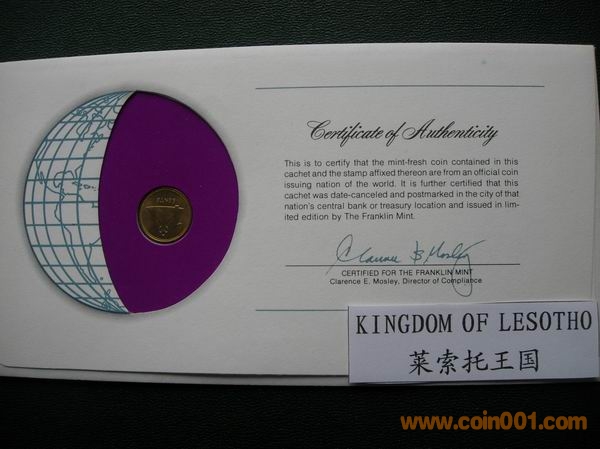 Certificate of Authenticity
This is to certify that the mint-fresh coin contained in this
cachet and the stamp affixed thereon are from an official coin
issuing nation of the world. It is further certified that this
cachet was date-canceled and postmarked in the city of that
nation's central bank or treasury location and issued in lim-
ited edition by The Franklin Mint.
Clarence E. Mosley
CERTIFIED FOR THE FRANKLIN MINT
Clarence E. Mosley, Director of Compliance
KINGDOM OF LESOTHO
莱索托王国
www.coin001.com